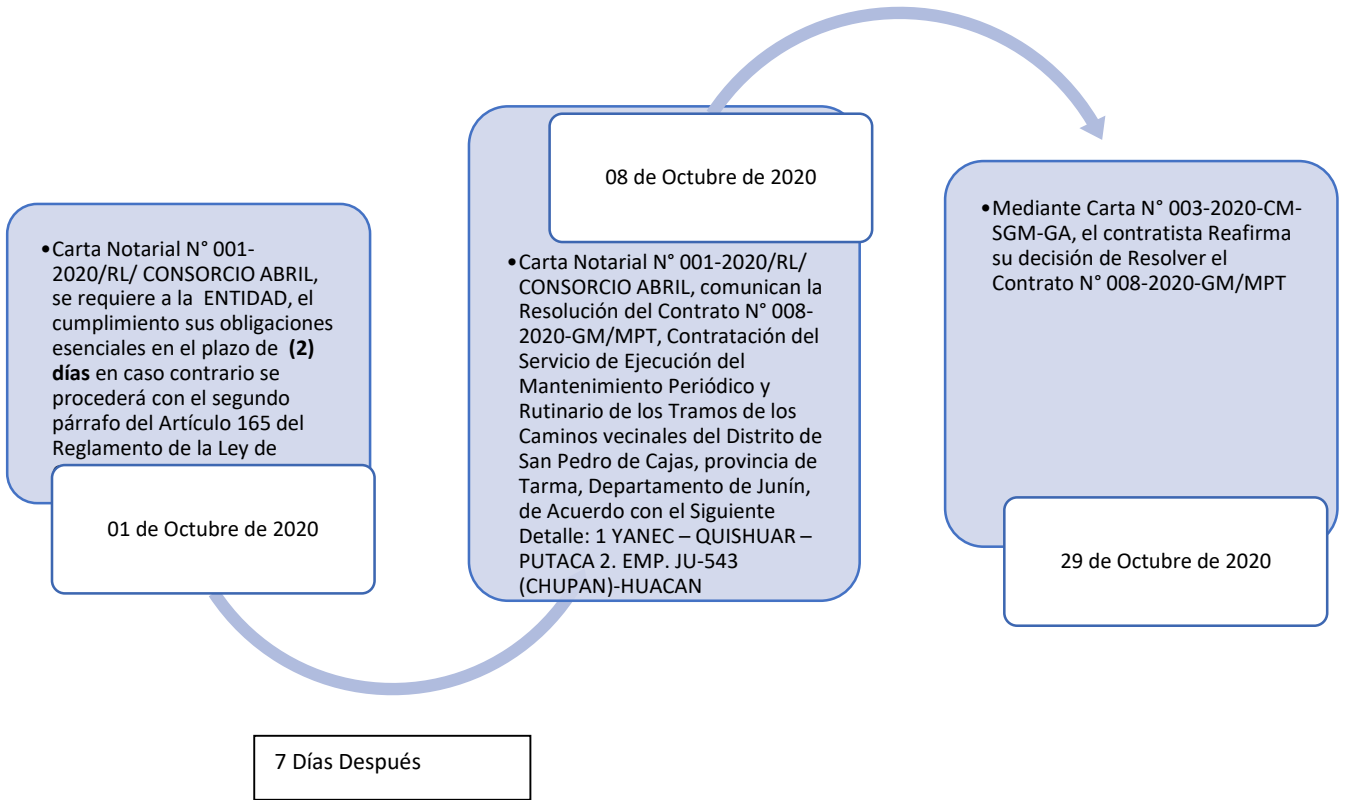 •Carta Notarial N° 001-
2020/RL/ CONSORCIO ABRIL,
se requiere a la ENTIDAD, el
cumplimiento sus obligaciones
esenciales en el plazo de (2)
días en caso contrario se
procederá con el segundo
párrafo del Artículo 165 del
Reglamento de la Ley de
01 de Octubre de 2020
08 de Octubre de 2020
•Carta Notarial N° 001-2020/RL/
CONSORCIO ABRIL, comunican la
Resolución del Contrato N° 008-
2020-GM/MPT, Contratación del
Servicio de Ejecución del
Mantenimiento Periódico y
Rutinario de los Tramos de los
Caminos vecinales del Distrito de
San Pedro de Cajas, provincia de
Tarma, Departamento de Junín,
de Acuerdo con el Siguiente
Detalle: 1 YANEC – QUISHUAR –
PUTACA 2. EMP. JU-543
(CHUPAN)-HUACAN
•Mediante Carta N° 003-2020-CM-
SGM-GA, el contratista Reafirma
su decisión de Resolver el
Contrato N° 008-2020-GM/MPT
29 de Octubre de 2020
7 Días Después